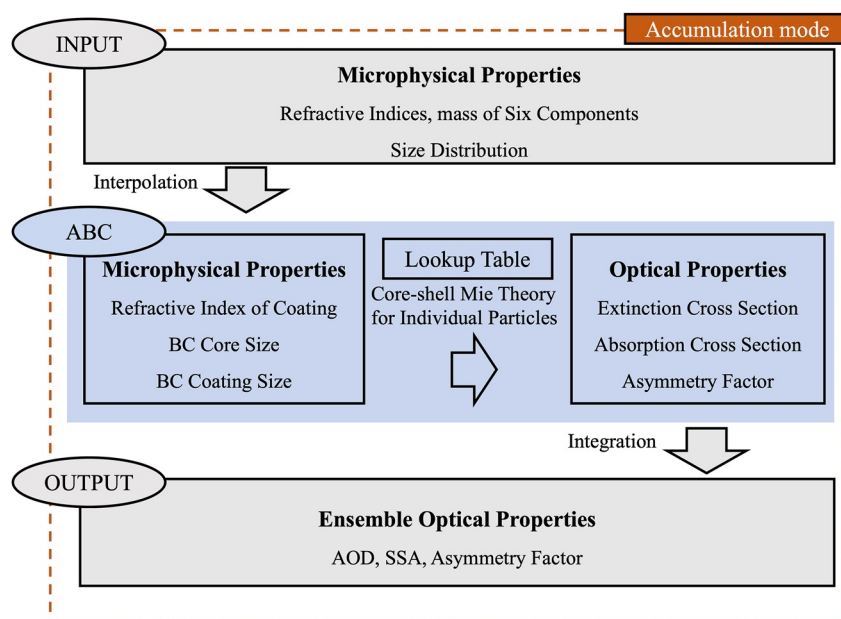 INPUT
Accumulation mode
Microphysical Properties
Refractive Indices, mass of Six Components
Size Distribution
Interpolation
ABC
Microphysical Properties
Refractive Index of Coating
BC Core Size
BC Coating Size
Lookup Table
Core-shell Mie Theory
for Individual Particles
Optical Properties
Extinction Cross Section
Absorption Cross Section
Asymmetry Factor
Integration
OUTPUT
Ensemble Optical Properties
AOD, SSA, Asymmetry Factor